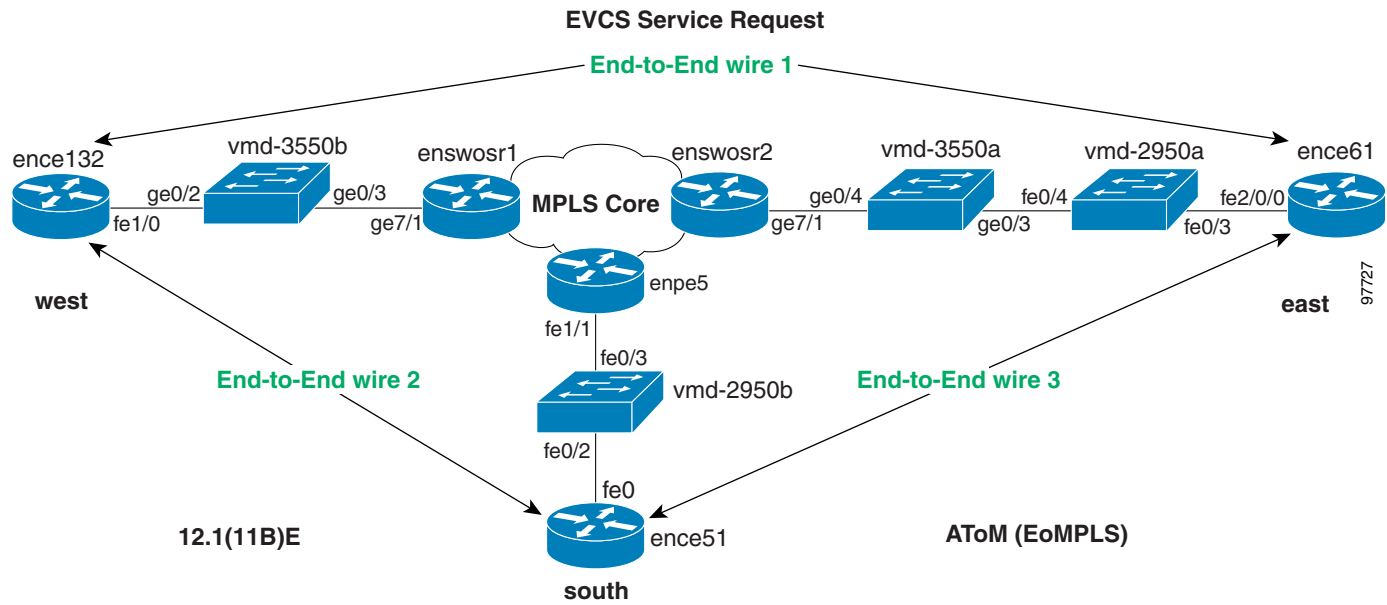 EVCS Service Request
End-to-End wire 1
ence132
vmd-3550b
enswosr1
enswosr2
vmd-3550a
vmd-2950a
ence61
ge0/2
ge0/3
MPLS Core
ge0/4
fe0/4
fe2/0/0
fe1/0
ge7/1
ge7/1
ge0/3
fe0/3
west
enpe5
east
97727
fe1/1
fe0/3
End-to-End wire 2
End-to-End wire 3
vmd-2950b
fe0/2
fe0
12.1(11B)E
ence51
AToM (EoMPLS)
south